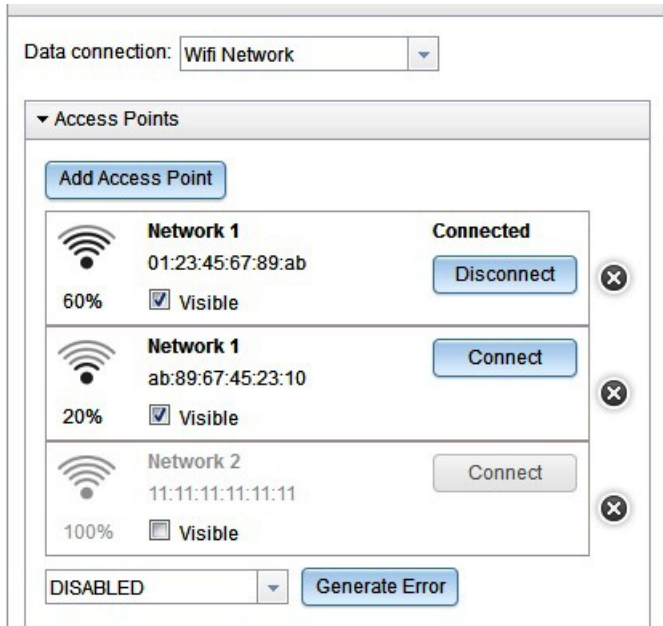 Data connection: Wifi Network
Access Points
Add Access Point
Network 1 Connected
01:23:45:67:89:ab Disconnect
60% Visible
Network 1 Connect
ab:89:67:45:23:10
20% Visible
Network 2 Connect
11:11:11:11:11:11
100% Visible
DISABLED Generate Error